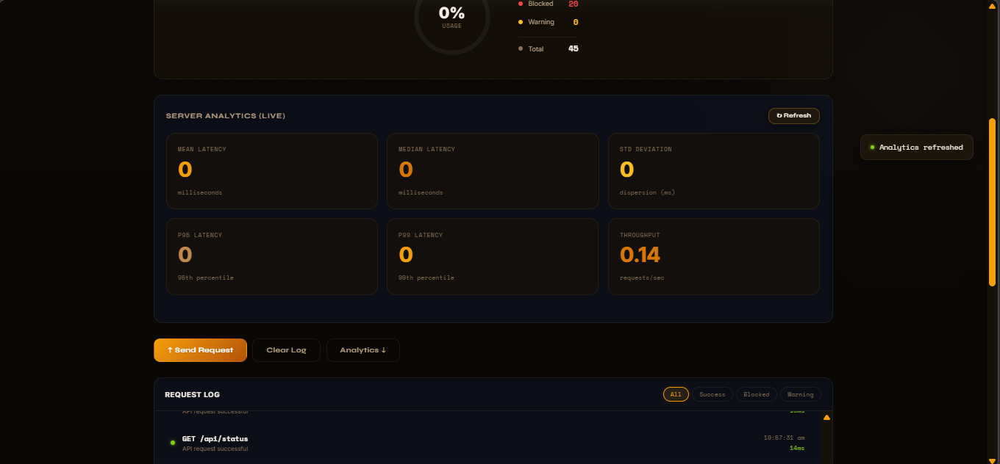 Blocked 20
0%
USAGE
Warning 0
Total 45
SERVER ANALYTICS (LIVE)
↻ Refresh
Analytics refreshed
MEAN LATENCY
0
milliseconds
MEDIAN LATENCY
0
milliseconds
STD DEVIATION
0
dispersion (ms)
P95 LATENCY
0
95th percentile
P99 LATENCY
0
99th percentile
THROUGHPUT
0.14
requests/sec
↑ Send Request
Clear Log
Analytics ↓
REQUEST LOG
All Success Blocked Warning
API request successful
GET /api/status 10:57:31 am
API request successful 14ms